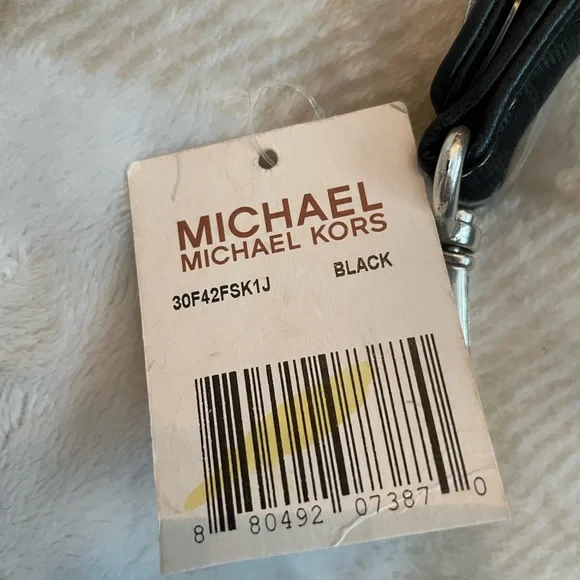 MICHAEL
MICHAEL KORS
30F42FSK1J BLACK
8 80492 07387 0